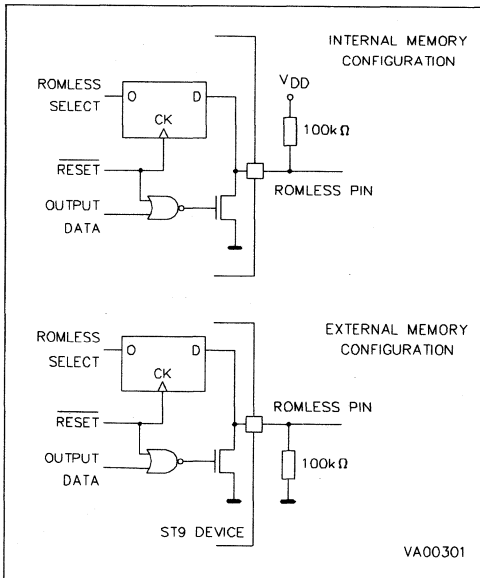 INTERNAL MEMORY
CONFIGURATION
ROMLESS
SELECT
O
D
CK
VDD
100kΩ
RESET
ROMLESS PIN
OUTPUT
DATA
EXTERNAL MEMORY
CONFIGURATION
ROMLESS
SELECT
O
D
CK
ROMLESS PIN
RESET
100kΩ
OUTPUT
DATA
ST9 DEVICE
VA00301